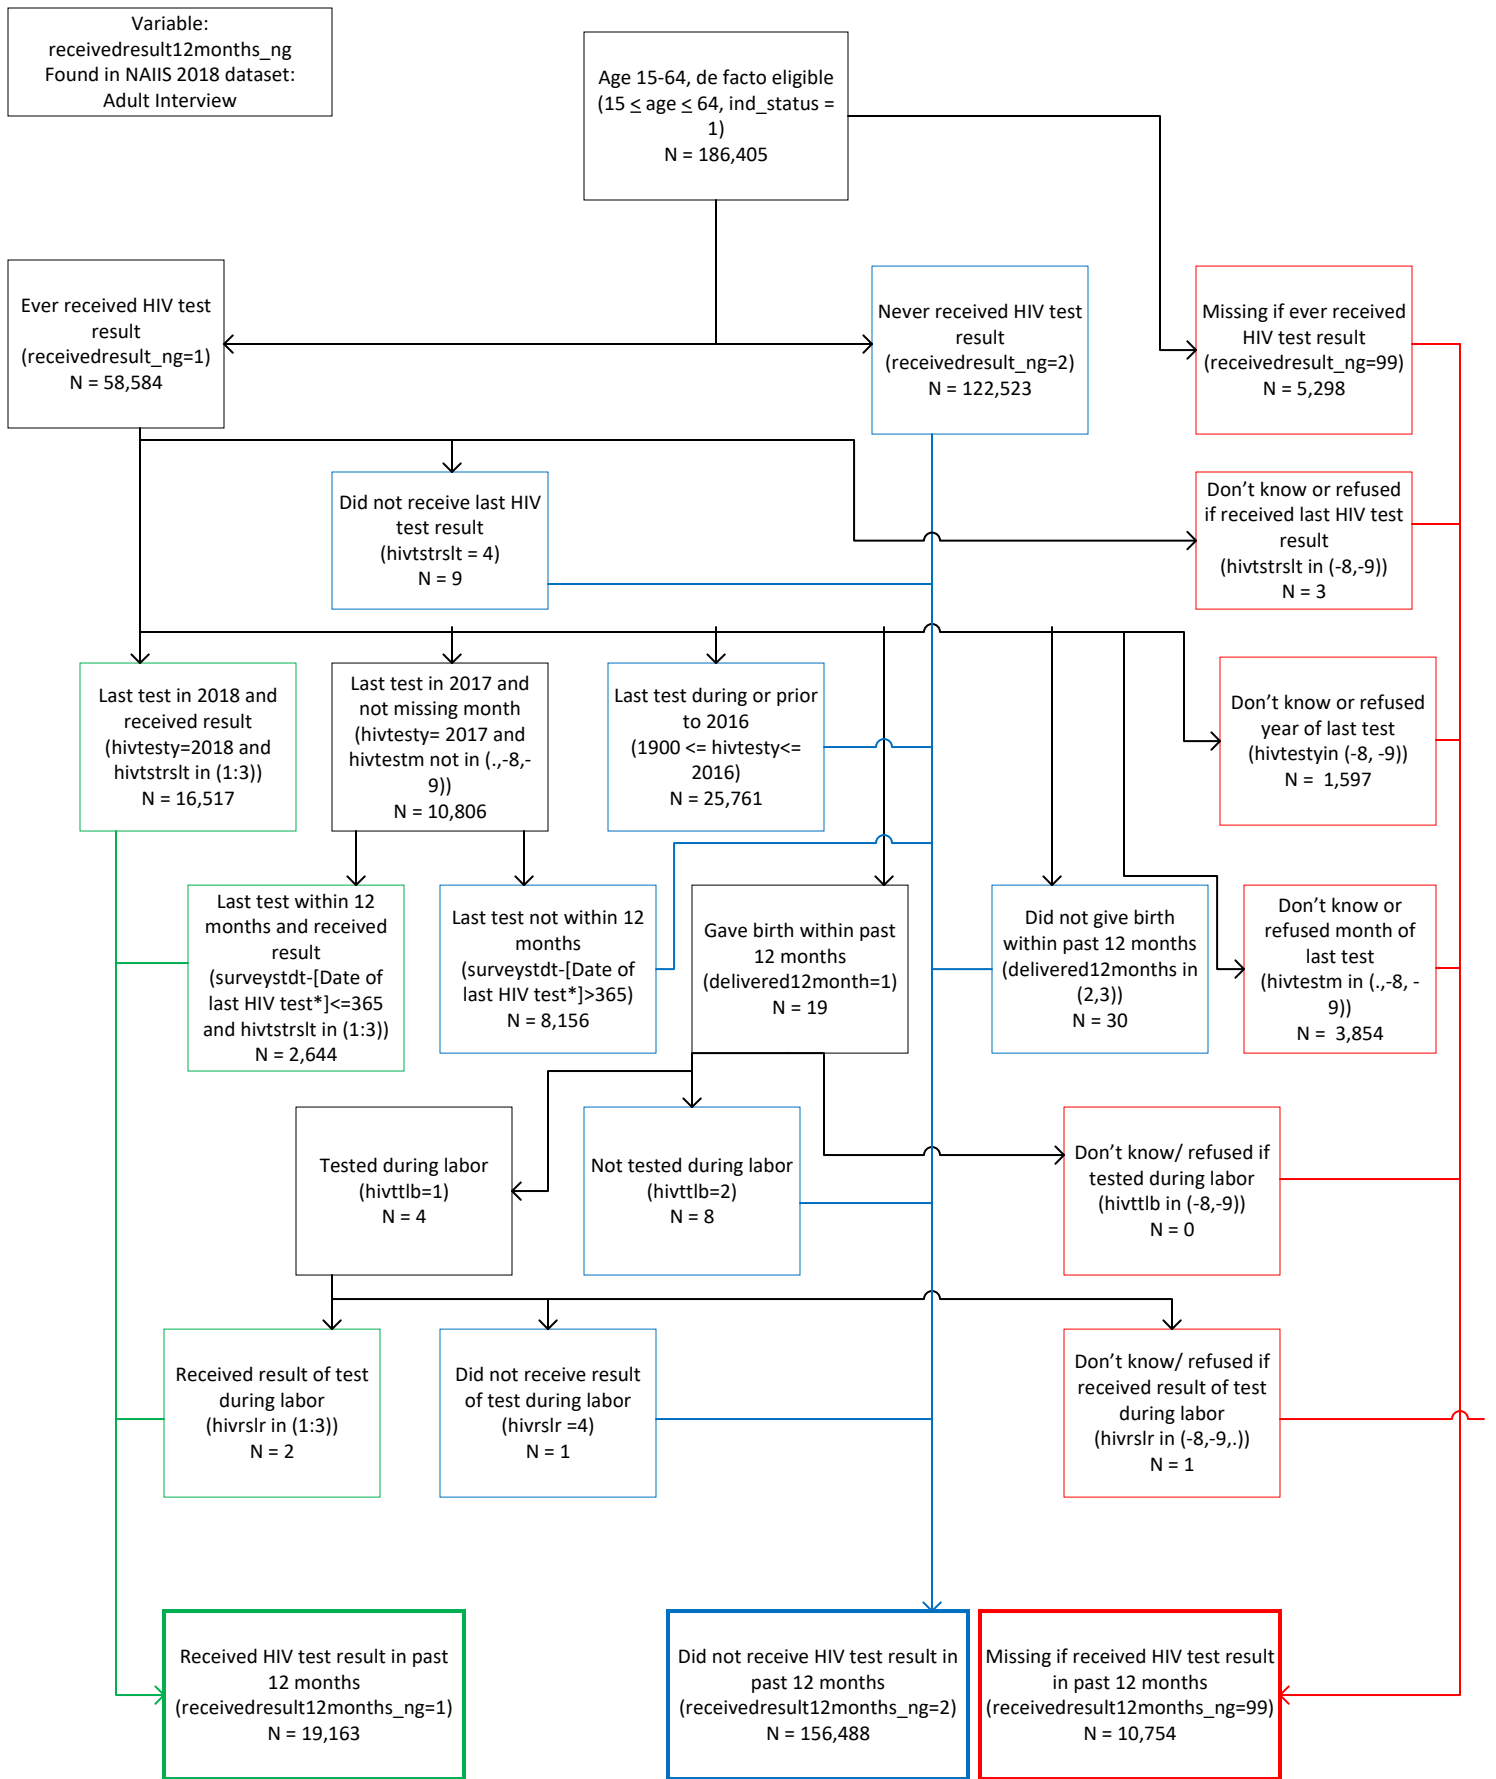 Variable:
receivedresult12months_ng
Found in NAIIS 2018 dataset:
Adult Interview
Age 15-64, de facto eligible
(15 ≤ age ≤ 64, ind_status =
1)
N = 186,405
Ever received HIV test
result
(receivedresult_ng=1)
N = 58,584
Never received HIV test
result
(receivedresult_ng=2)
N = 122,523
Missing if ever received
HIV test result
(receivedresult_ng=99)
N = 5,298
Did not receive last HIV
test result
(hivtstrslt = 4)
N = 9
Don’t know or refused
if received last HIV test
result
(hivtstrslt in (-8,-9))
N = 3
Last test in 2018 and
received result
(hivtesty=2018 and
hivtstrslt in (1:3))
N = 16,517
Last test in 2017 and
not missing month
(hivtesty= 2017 and
hivtestm not in (.,-8,-
9))
N = 10,806
Last test during or prior
to 2016
(1900 <= hivtesty<=
2016)
N = 25,761
Don’t know or refused
year of last test
(hivtestyin (-8, -9))
N =  1,597
Last test within 12
months and received
result
(surveystdt-[Date of
last HIV test*]<=365
and hivtstrslt in (1:3))
N = 2,644
Last test not within 12
months
(surveystdt-[Date of
last HIV test*]>365)
N = 8,156
Gave birth within past
12 months
(delivered12month=1)
N = 19
Did not give birth
within past 12 months
(delivered12months in
(2,3))
N = 30
Don’t know or
refused month of
last test
(hivtestm in (.,-8, -
9))
N =  3,854
Tested during labor
(hivttlb=1)
N = 4
Not tested during labor
(hivttlb=2)
N = 8
Don’t know/ refused if
tested during labor
(hivttlb in (-8,-9))
N = 0
Received result of test
during labor
(hivrslr in (1:3))
N = 2
Did not receive result
of test during labor
(hivrslr =4)
N = 1
Don’t know/ refused if
received result of test
during labor
(hivrslr in (-8,-9,.))
N = 1
Received HIV test result in past
12 months
(receivedresult12months_ng=1)
N = 19,163
Did not receive HIV test result in
past 12 months
(receivedresult12months_ng=2)
N = 156,488
Missing if received HIV test result
in past 12 months
(receivedresult12months_ng=99)
N = 10,754